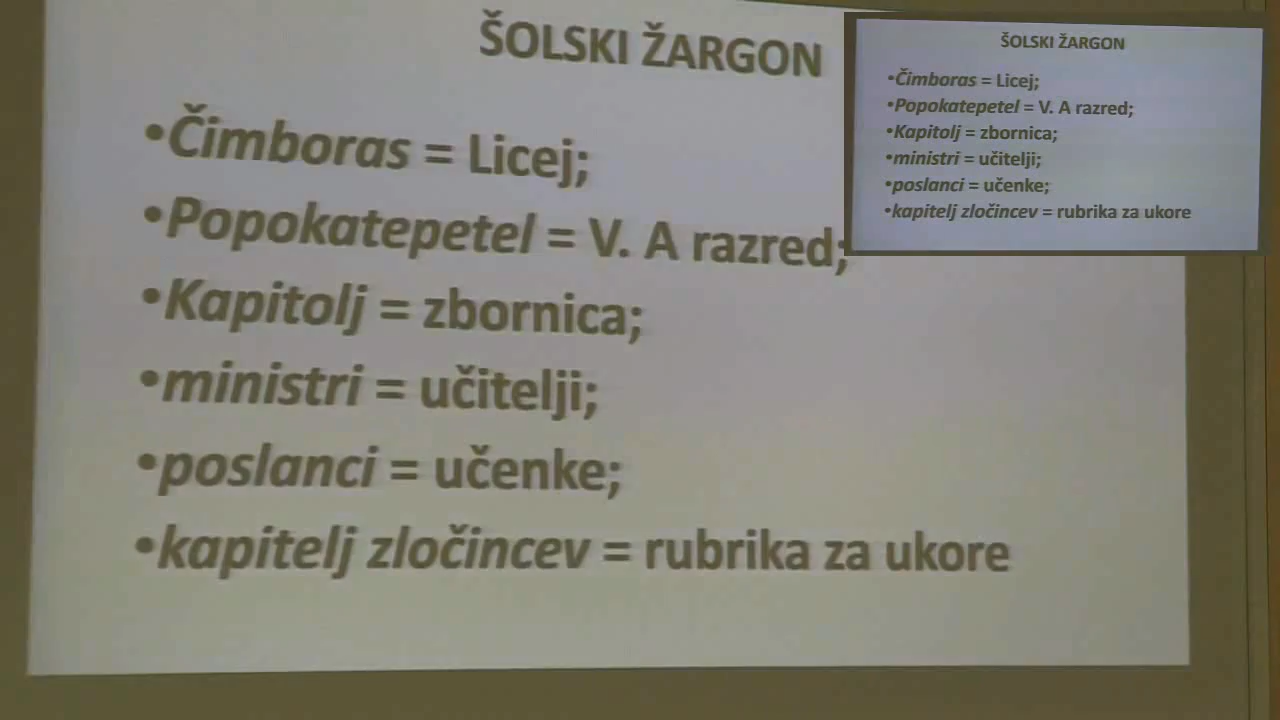 ŠOLSKI ŽARGON
•Čimboras = Licej;
•Popokatepetel = V. A razred;
•Kapitolj = zbornica;
•ministri = učitelji;
•poslanci = učenke;
•kapitelj zločincev = rubrika za ukore
ŠOLSKI ŽARGON
•Čimboras = Licej;
•Popokatepetel = V. A razred;
•Kapitolj = zbornica;
•ministri = učitelji;
•poslanci = učenke;
•kapitelj zločincev = rubrika za ukore